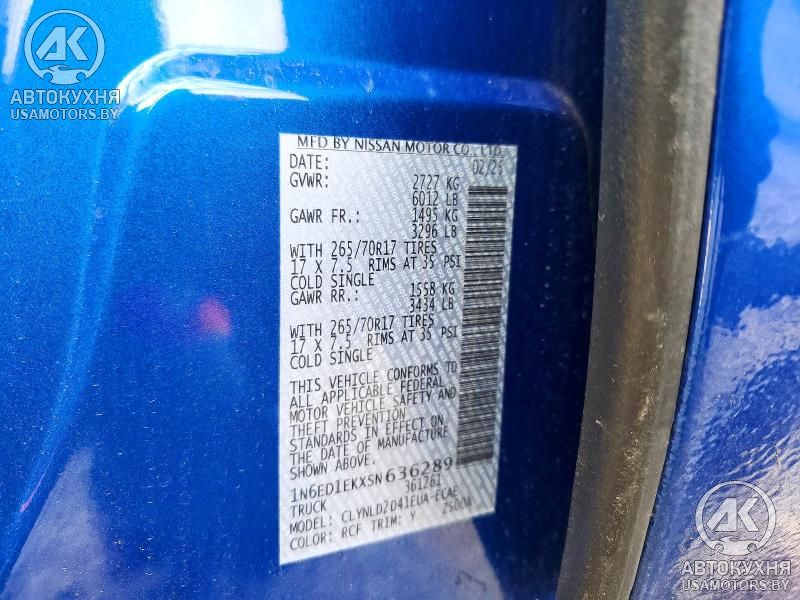 AK
АВТОКУХНЯ
USAMOTORS.BY
MFD BY NISSAN MOTOR CO., LTD
DATE: 02/25
GVWR: 2727 KG
6012 LB
GAWR FR.: 1495 KG
3296 LB
WITH 265/70R17 TIRES
17 X 7.5 RIMS AT 35 PSI
COLD SINGLE
GAWR RR.: 1558 KG
3434 LB
WITH 265/70R17 TIRES
17 X 7.5 RIMS AT 35 PSI
COLD SINGLE
THIS VEHICLE CONFORMS TO
ALL APPLICABLE FEDERAL
MOTOR VEHICLE SAFETY AND
THEFT PREVENTION
STANDARDS IN EFFECT ON
THE DATE OF MANUFACTURE
SHOWN ABOVE.
1N6ED1EKXSN636289
TRUCK 361261
MODEL: CLYNLD2D41EUA-ECAE
COLOR: RCF TRIM: Y
AK
АВТОКУХНЯ
USAMOTORS.BY